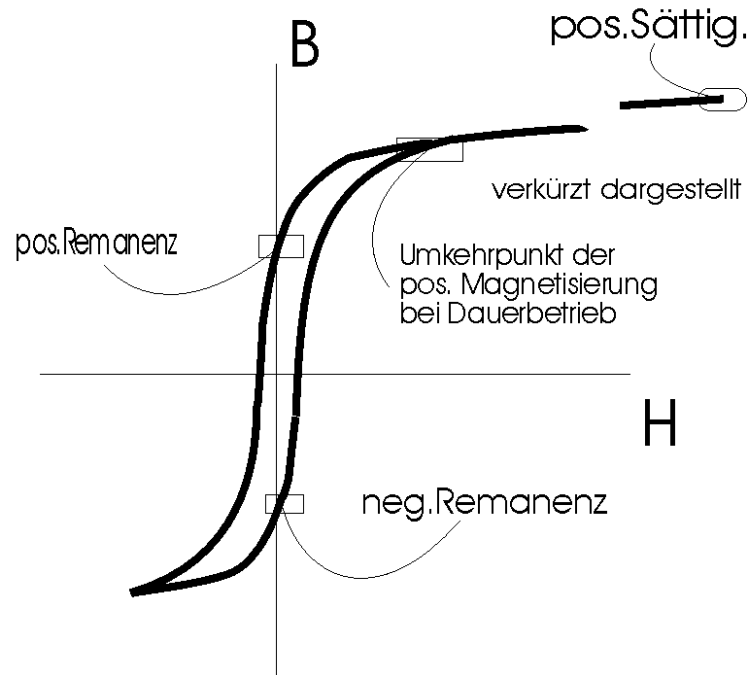 B
pos.Sättig.
verkürzt dargestellt
pos.Remanenz
Umkehrpunkt der
pos. Magnetisierung
bei Dauerbetrieb
H
neg.Remanenz